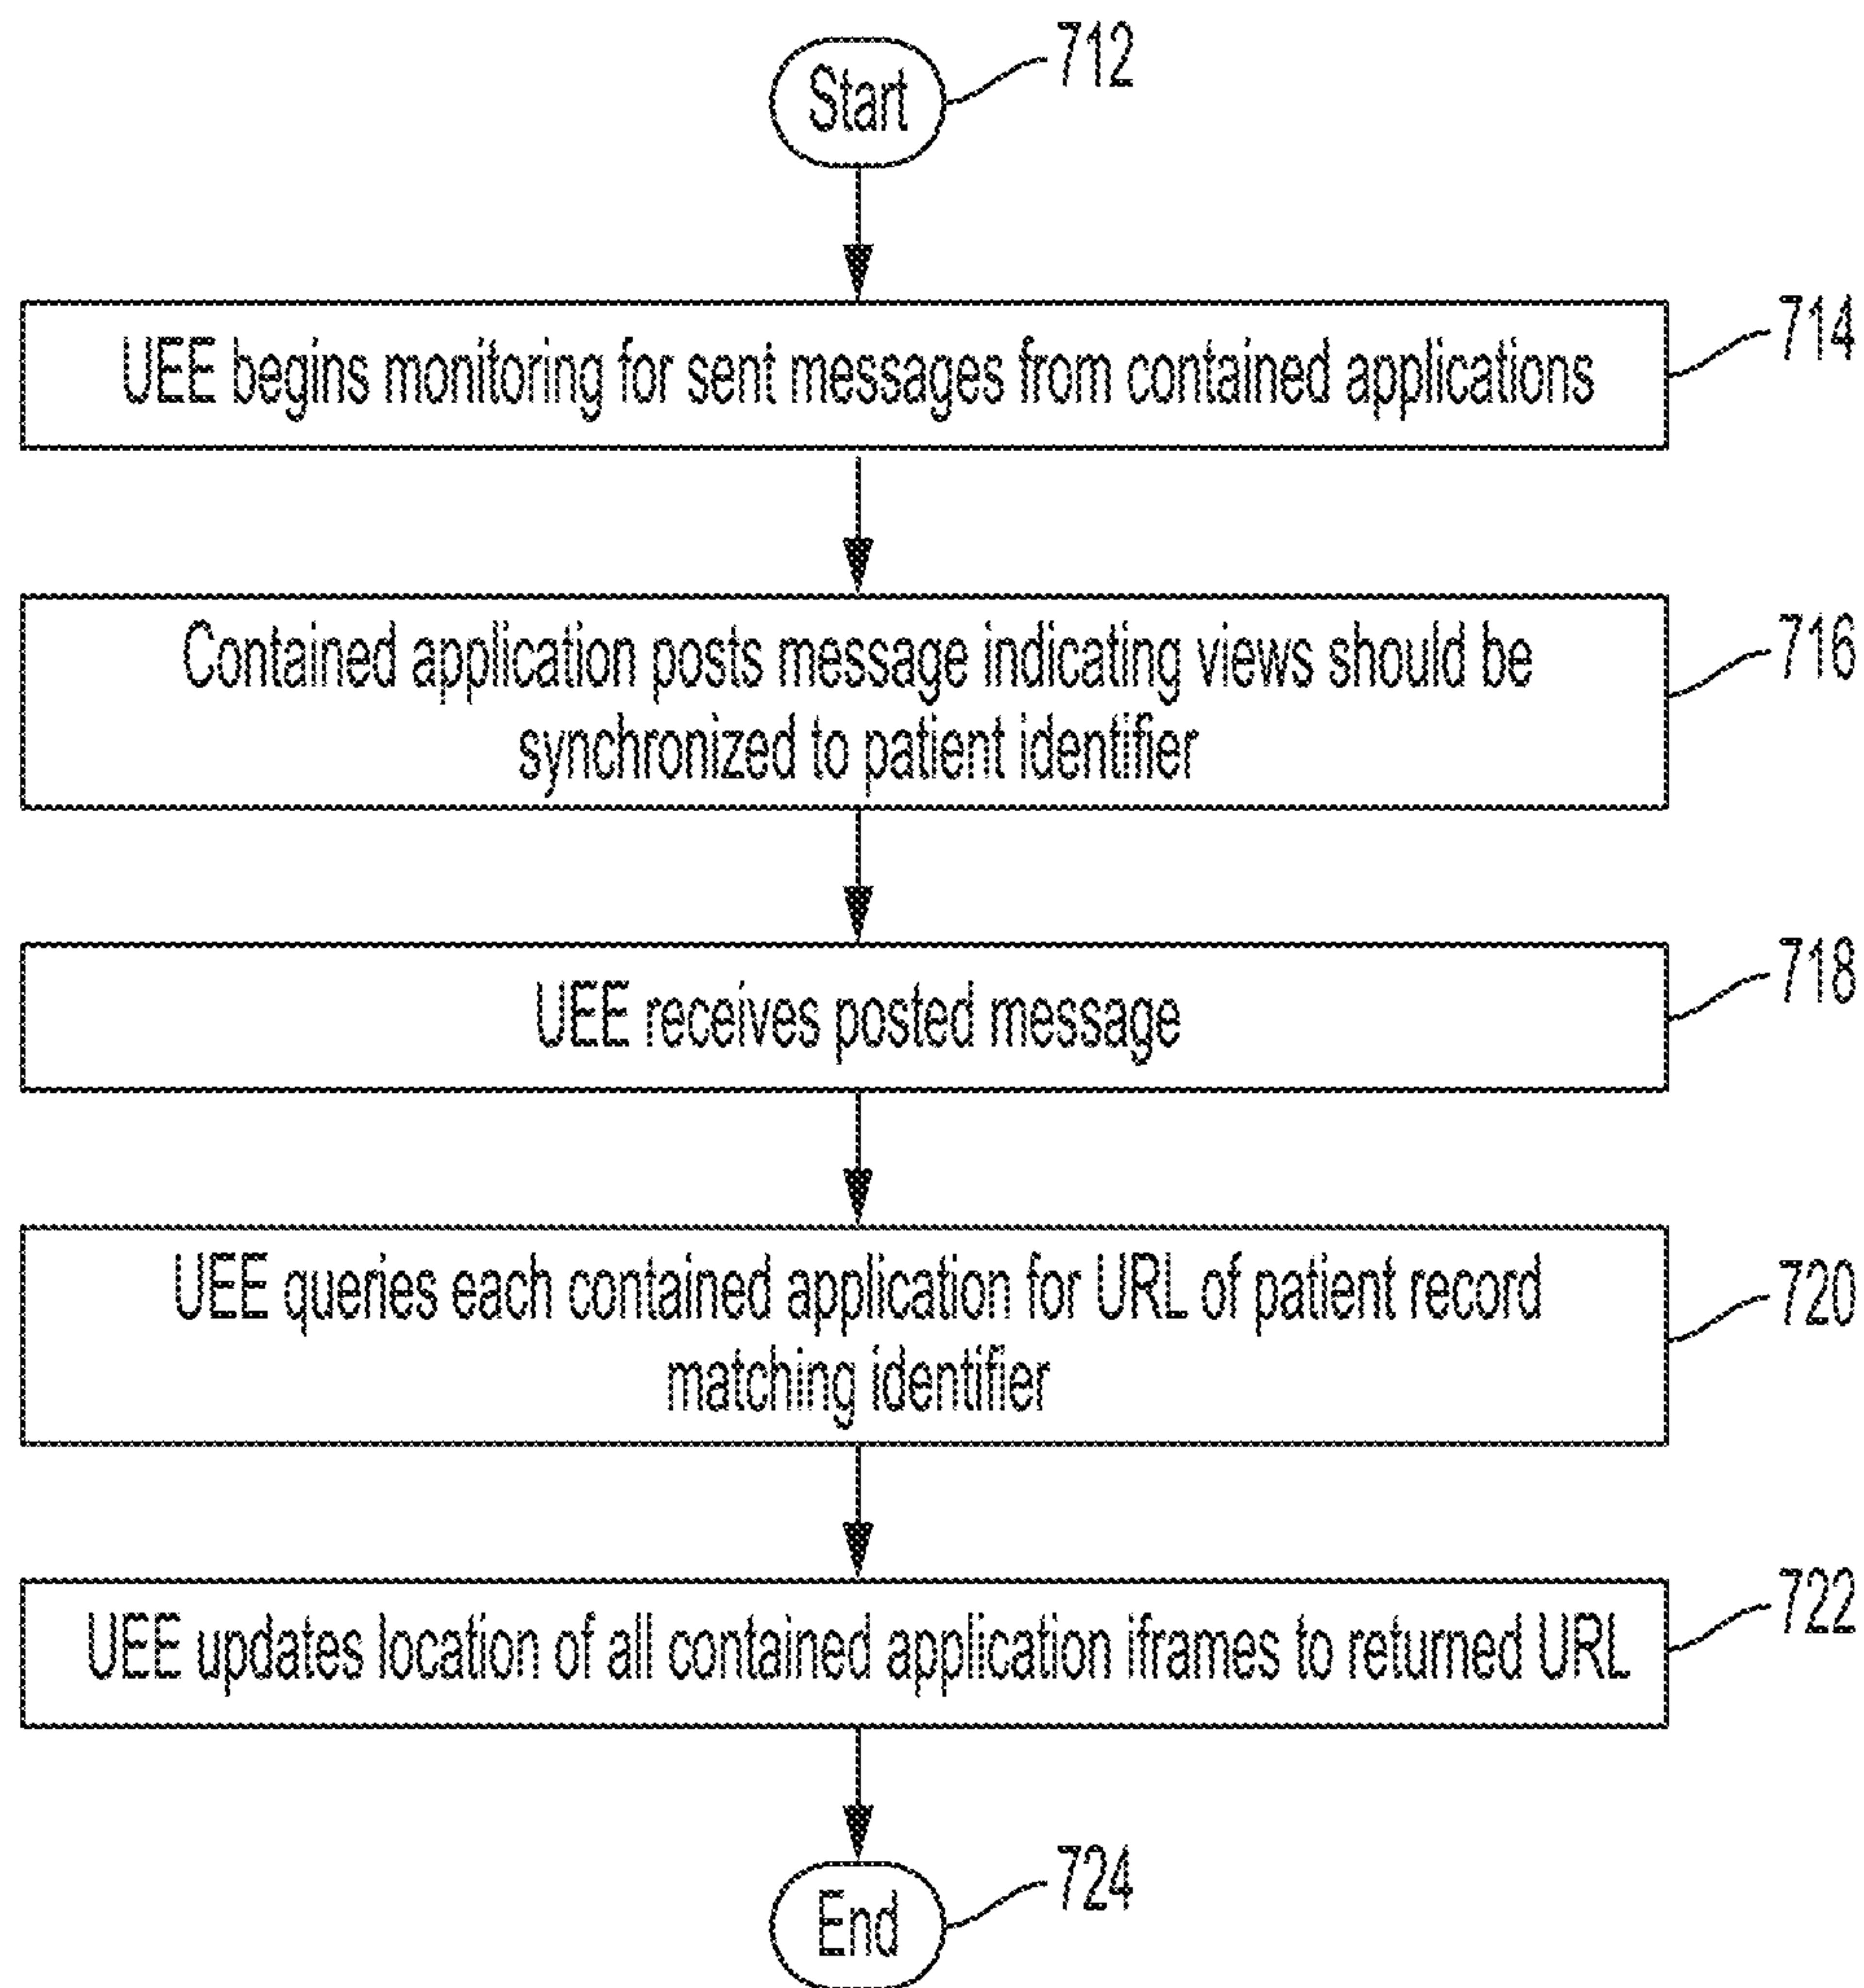 Start
712
UEE begins monitoring for sent messages from contained applications
714
Contained application posts message indicating views should be
synchronized to patient identifier
716
UEE receives posted message
718
UEE queries each contained application for URL of patient record
matching identifier
720
UEE updates location of all contained application iframes to returned URL
722
End
724